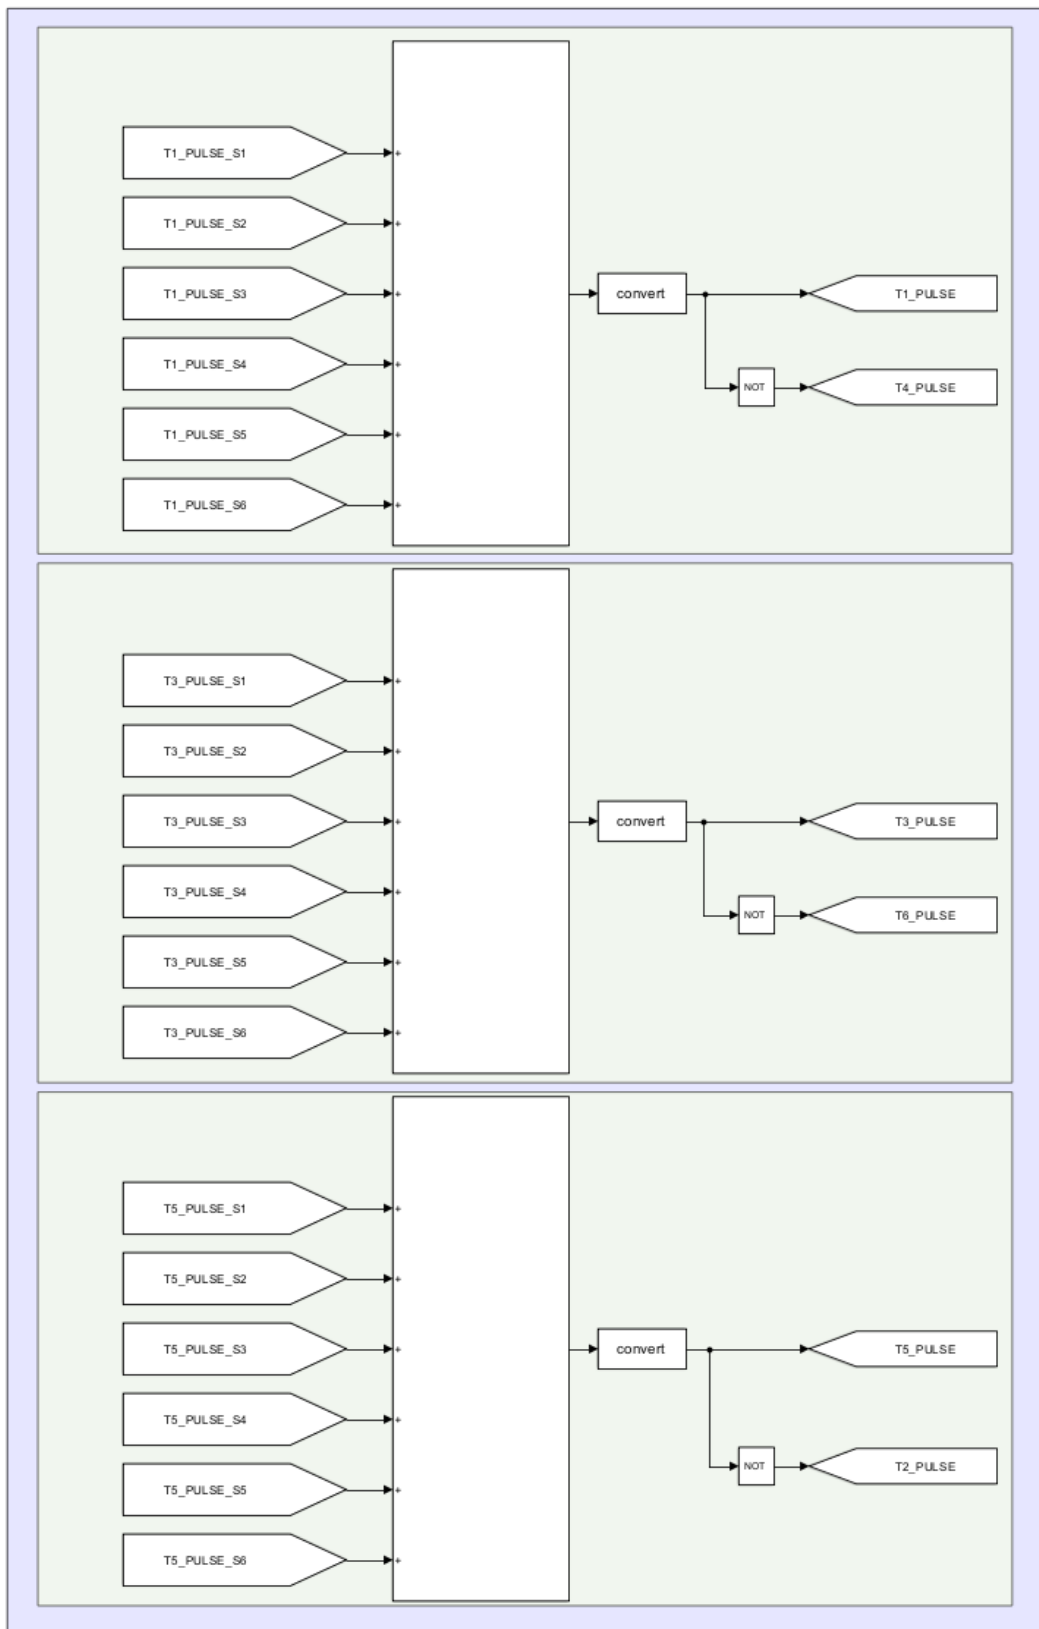 T1_PULSE_S1
+
T1_PULSE_S2
+
T1_PULSE_S3
+
convert
T1_PULSE
T1_PULSE_S4
+
NOT
T4_PULSE
T1_PULSE_S5
+
T1_PULSE_S6
+
T3_PULSE_S1
+
T3_PULSE_S2
+
T3_PULSE_S3
+
convert
T3_PULSE
T3_PULSE_S4
+
NOT
T6_PULSE
T3_PULSE_S5
+
T3_PULSE_S6
+
T5_PULSE_S1
+
T5_PULSE_S2
+
T5_PULSE_S3
+
convert
T5_PULSE
T5_PULSE_S4
+
NOT
T2_PULSE
T5_PULSE_S5
+
T5_PULSE_S6
+